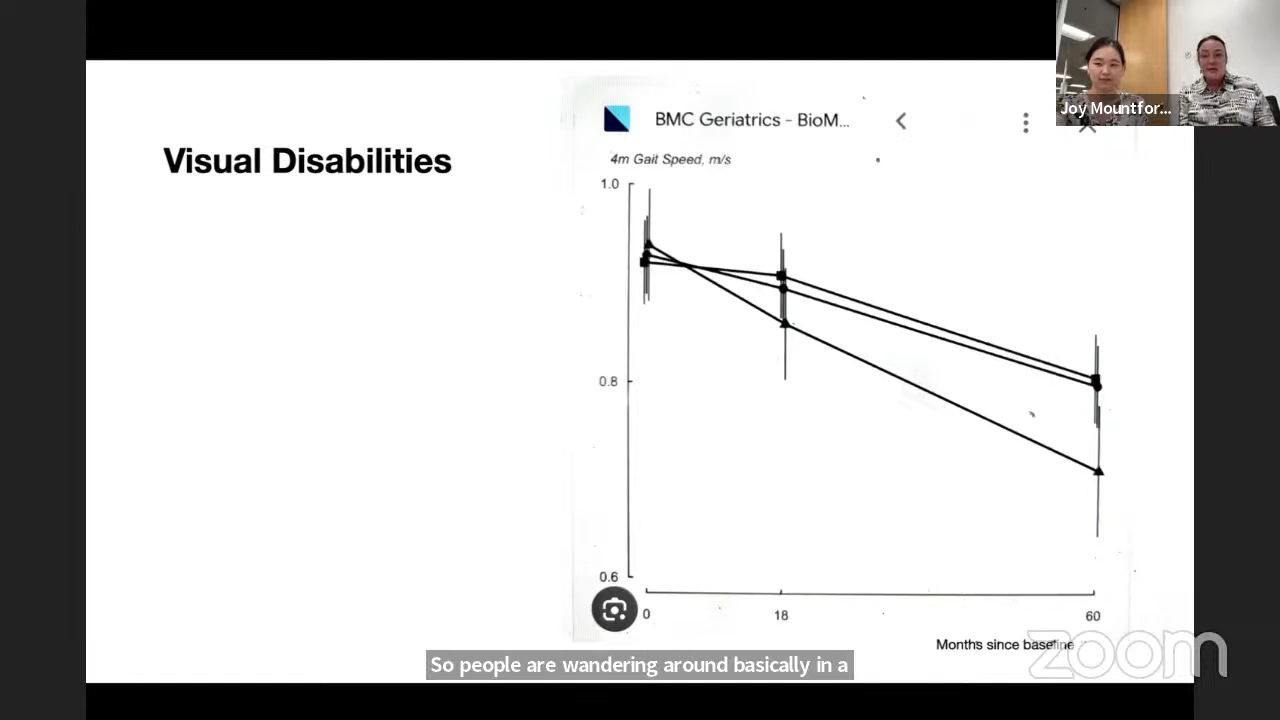 Joy Mountfor...
Visual Disabilities
BMC Geriatrics - BioM...
4m Gait Speed, m/s
1.0
0.8
0.6
0
18
60
Months since baseline
So people are wandering around basically in a
zoom